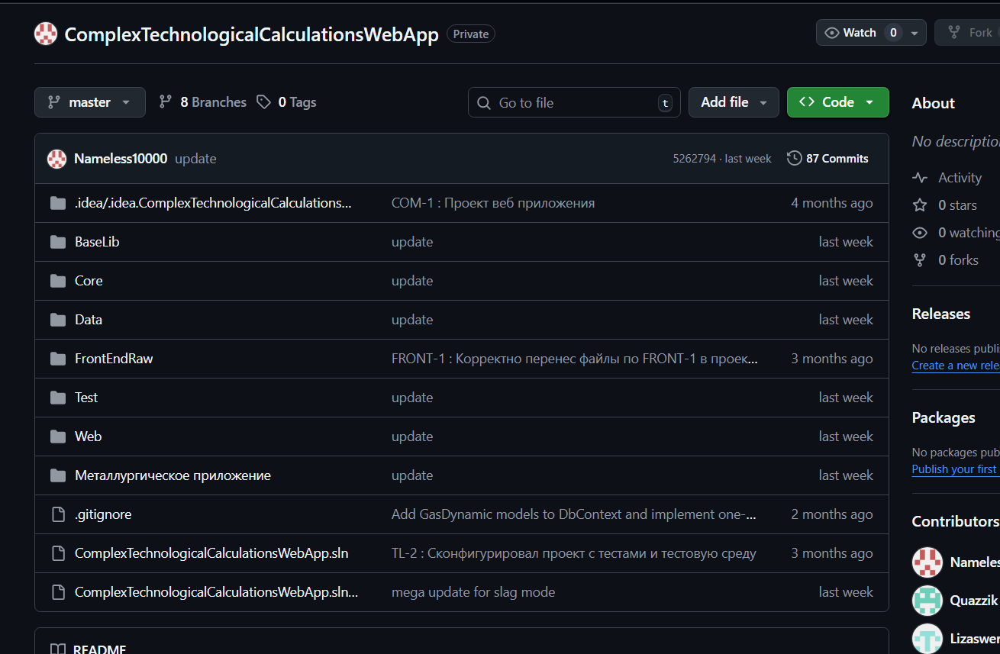 ComplexTechnologicalCalculationsWebApp Private
Watch 0
Fork
master
8 Branches
0 Tags
Go to file t
Add file
Code
Nameless10000 update
5262794 · last week
87 Commits
.idea/.idea.ComplexTechnologicalCalculations... COM-1 : Проект веб приложения 4 months ago
BaseLib update last week
Core update last week
Data update last week
FrontEndRaw FRONT-1 : Корректно перенес файлы по FRONT-1 в проек... 3 months ago
Test update last week
Web update last week
Металлургическое приложение update last week
.gitignore Add GasDynamic models to DbContext and implement one-... 2 months ago
ComplexTechnologicalCalculationsWebApp.sln TL-2 : Сконфигурировал проект с тестами и тестовую среду 3 months ago
ComplexTechnologicalCalculationsWebApp.sln... mega update for slag mode last week
README
About
No description
Activity
0 stars
0 watching
0 forks
Releases
No releases publi
Create a new rele
Packages
No packages pub
Publish your first
Contributors
Nameles
Quazzik
Lizaswer